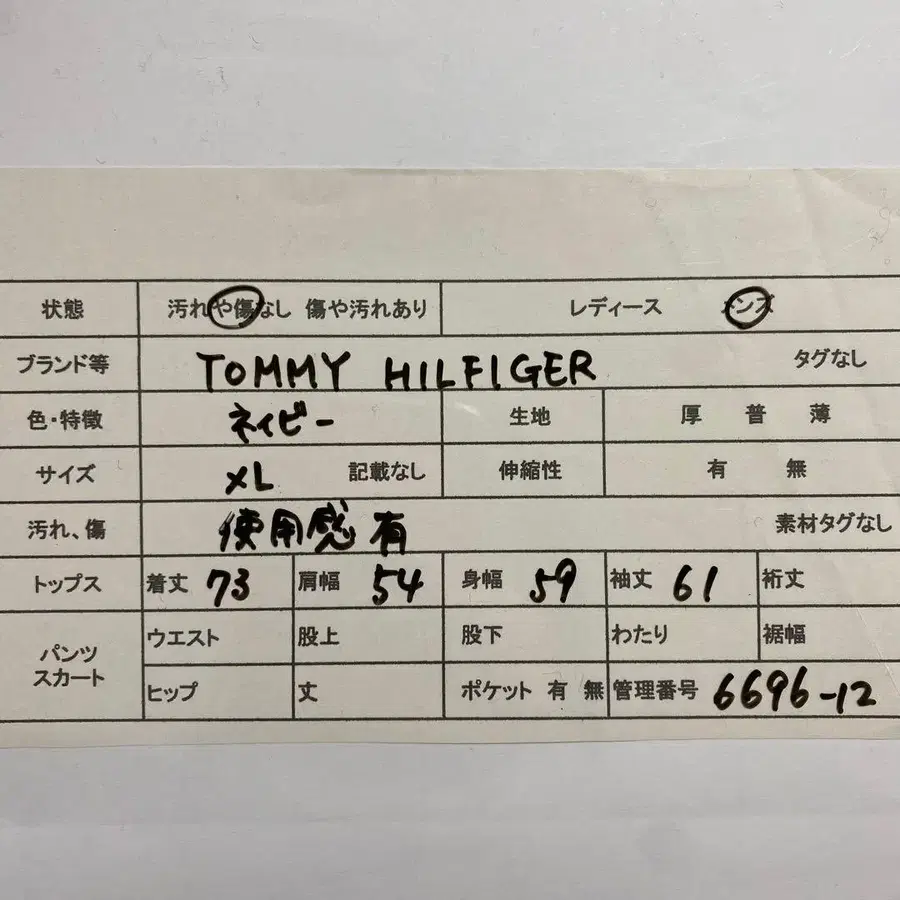 状態 汚れや傷なし 傷や汚れあり レディース メンズ
ブランド等 TOMMY HILFIGER タグなし
色・特徴 ネイビー 生地 厚 普 薄
サイズ XL 記載なし 伸縮性 有 無
汚れ、傷 使用感有 素材タグなし
トップス 着丈 73 肩幅 54 身幅 59 袖丈 61 裄丈
パンツ スカート ウエスト 股上 股下 わたり 裾幅
ヒップ 丈 ポケット 有 無 管理番号 6696-12